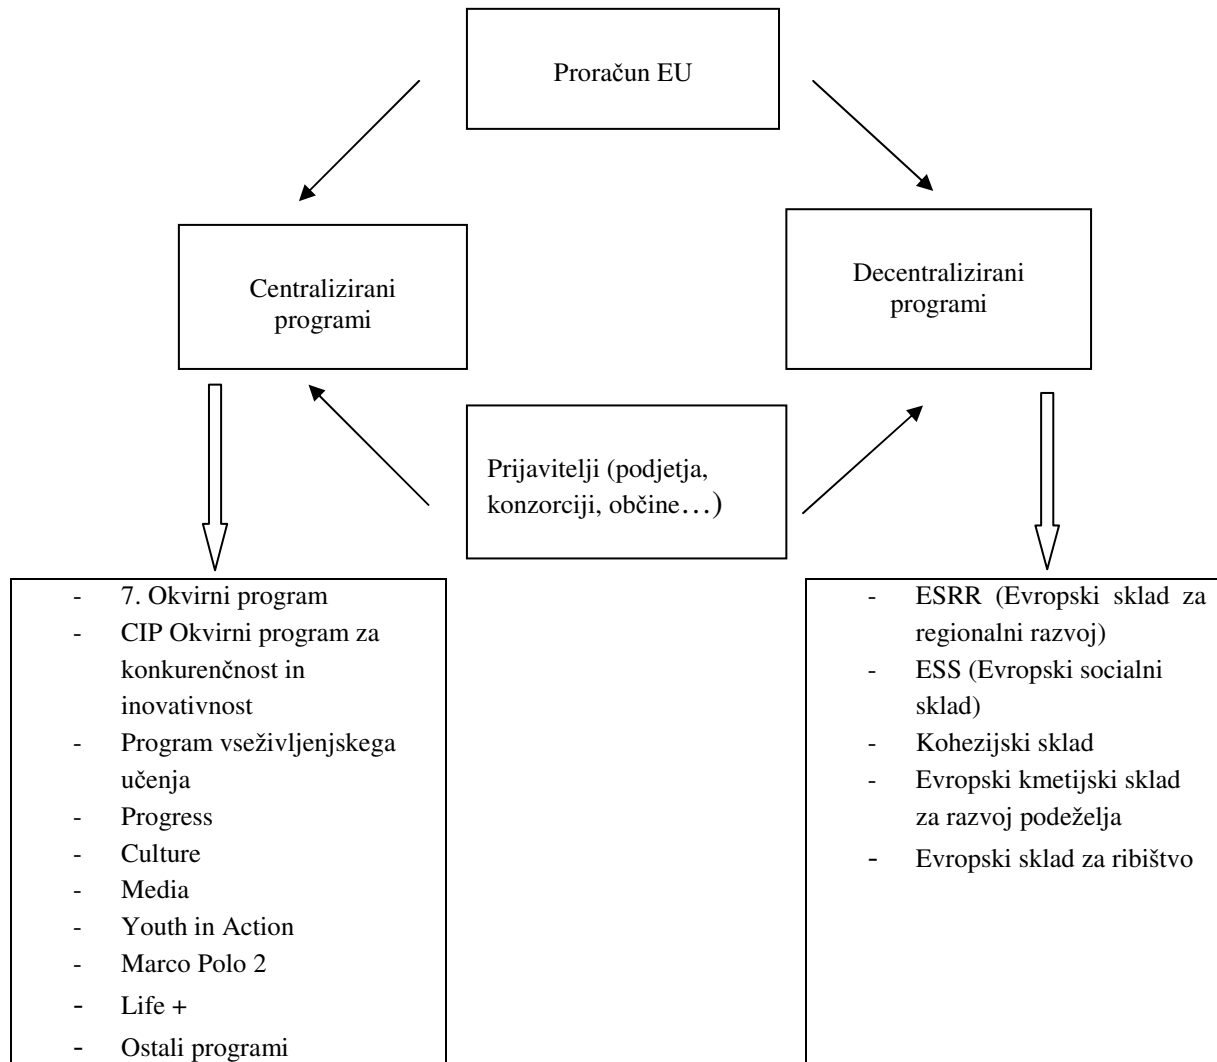 Proračun EU
Centralizirani
programi
Decentralizirani
programi
Prijavitelji (podjetja,
konzorciji, občine…)
- 7. Okvirni program
- CIP Okvirni program za
konkurenčnost in
inovativnost
- Program vseživljenjskega
učenja
- Progress
- Culture
- Media
- Youth in Action
- Marco Polo 2
- Life +
- Ostali programi
- ESRR (Evropski sklad za
regionalni razvoj)
- ESS (Evropski socialni
sklad)
- Kohezijski sklad
- Evropski kmetijski sklad
za razvoj podeželja
- Evropski sklad za ribištvo